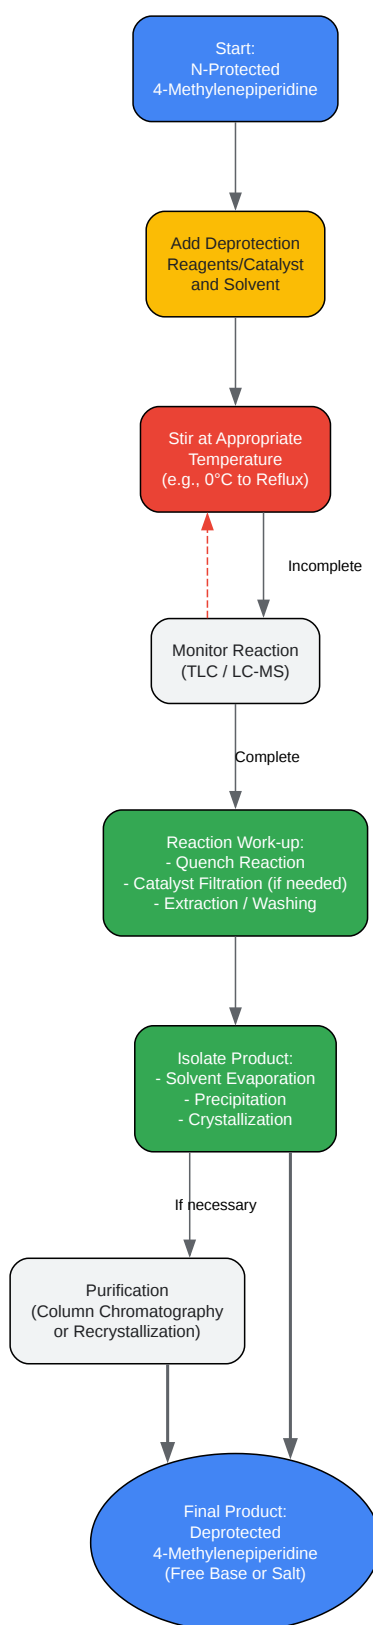 Start:
N-Protected
4-Methylenepiperidine
Add Deprotection
Reagents/Catalyst
and Solvent
Stir at Appropriate
Temperature
(e.g., 0°C to Reflux)
Incomplete
Monitor Reaction
(TLC / LC-MS)
Complete
Reaction Work-up:
- Quench Reaction
- Catalyst Filtration (if needed)
- Extraction / Washing
Isolate Product:
- Solvent Evaporation
- Precipitation
- Crystallization
If necessary
Purification
(Column Chromatography
or Recrystallization)
Final Product:
Deprotected
4-Methylenepiperidine
(Free Base or Salt)